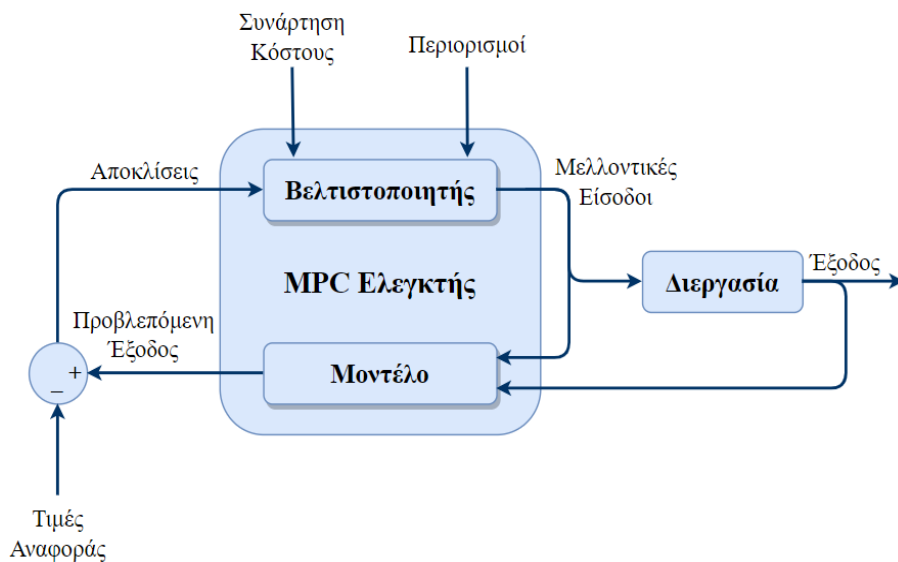 Συνάρτηση
Κόστους
Περιορισμοί
Αποκλίσεις
Βελτιστοποιητής
Μελλοντικές
Είσοδοι
MPC Ελεγκτής
Διεργασία
Έξοδος
Προβλεπόμενη
Έξοδος
Μοντέλο
+
−
Τιμές
Αναφοράς